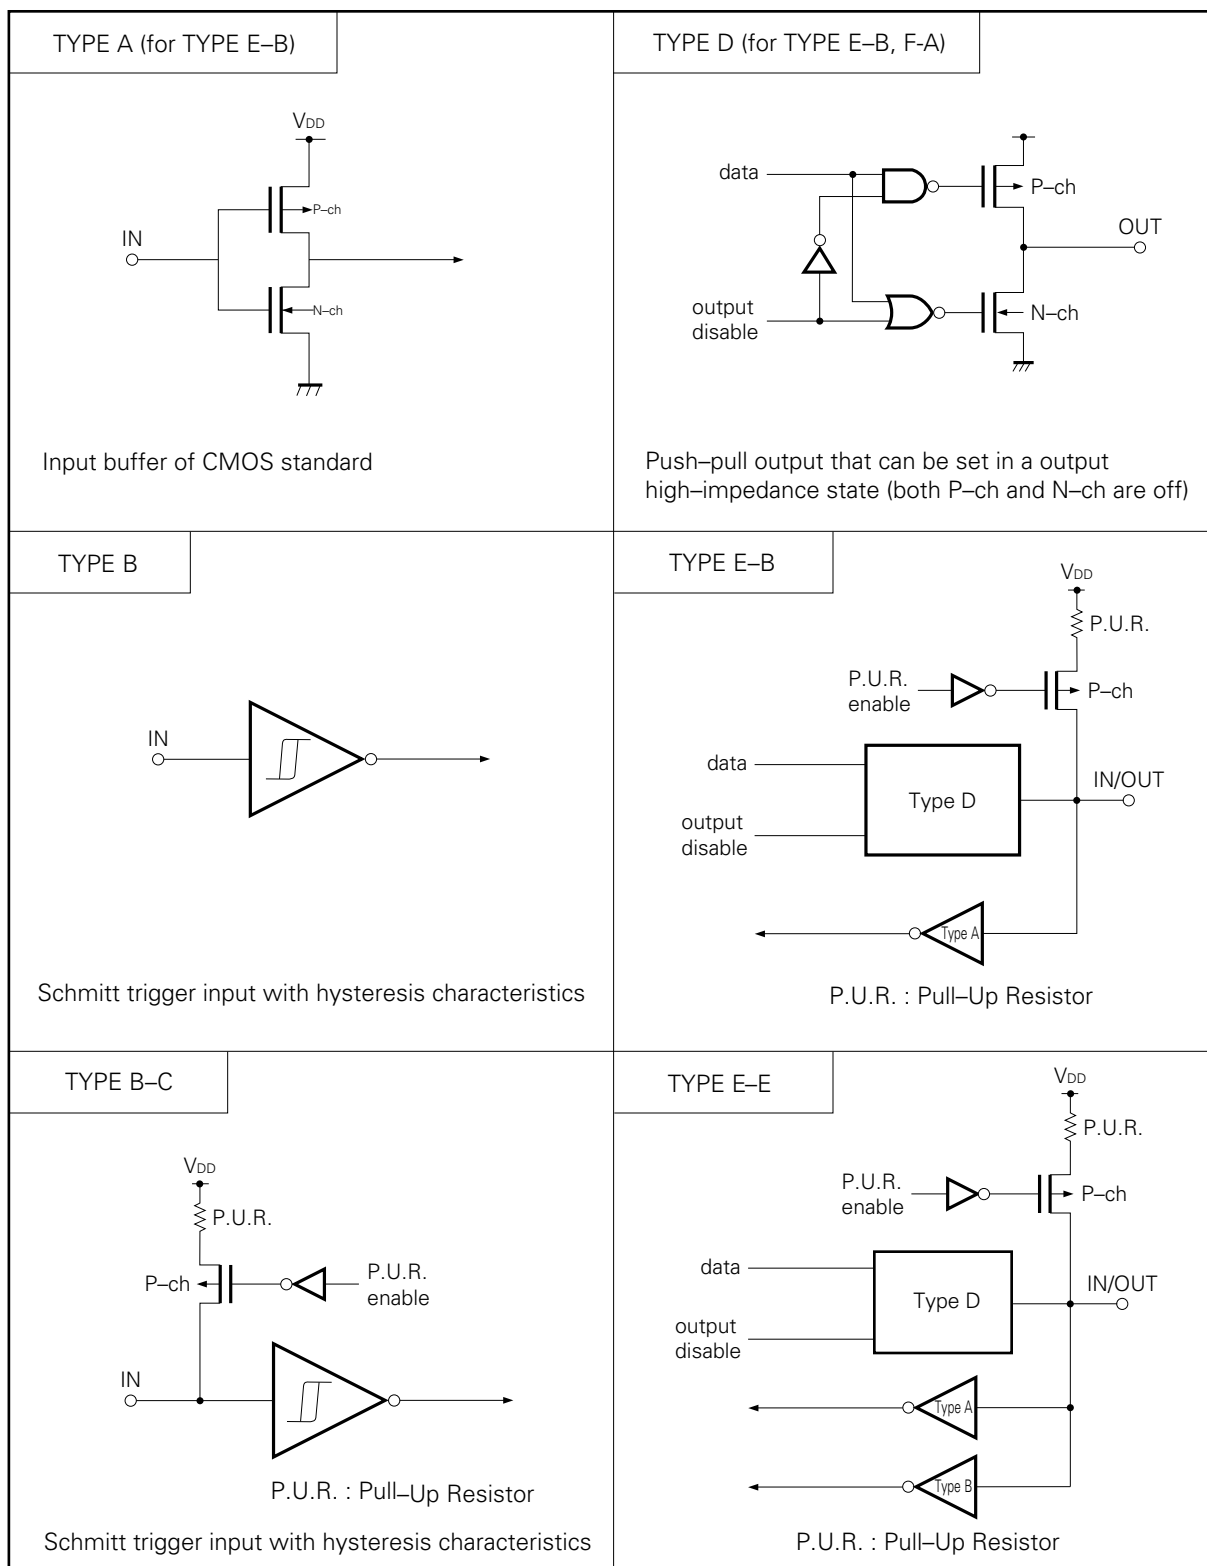 TYPE A (for TYPE E–B)
VDD
P–ch
IN
N–ch
Input buffer of CMOS standard
TYPE D (for TYPE E–B, F-A)
data
P–ch
OUT
output
disable
N–ch
Push–pull output that can be set in a output
high–impedance state (both P–ch and N–ch are off)
TYPE B
IN
Schmitt trigger input with hysteresis characteristics
TYPE E–B
VDD
P.U.R.
P.U.R.
enable
P–ch
data
Type D
IN/OUT
output
disable
Type A
P.U.R. : Pull–Up Resistor
TYPE B–C
VDD
P.U.R.
P–ch
P.U.R.
enable
IN
P.U.R. : Pull–Up Resistor
Schmitt trigger input with hysteresis characteristics
TYPE E–E
VDD
P.U.R.
P.U.R.
enable
P–ch
data
Type D
IN/OUT
output
disable
Type A
Type B
P.U.R. : Pull–Up Resistor